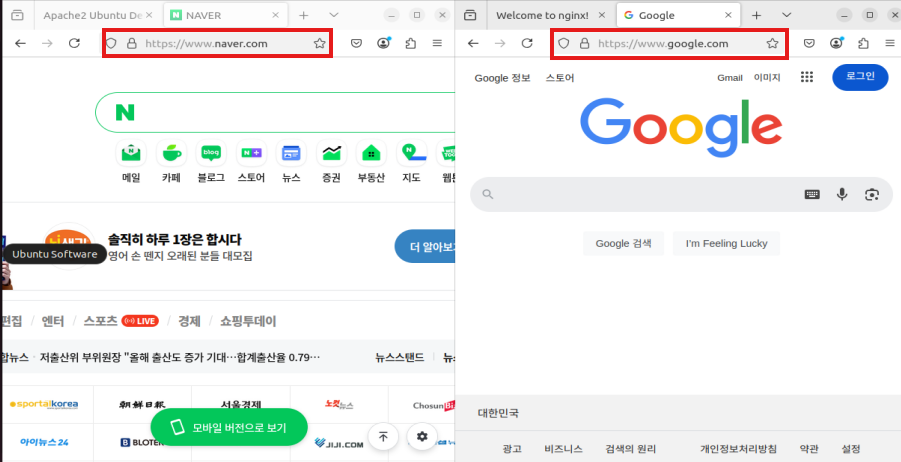 Apache2 Ubuntu De
NAVER
https://www.naver.com
N
메일 카페 블로그 스토어 뉴스 증권 부동산 지도 웹툰
솔직히 하루 1장은 합시다
영어 손 뗀지 오래된 분들 대모집
더 알아보기
Ubuntu Software
편집 / 엔터 / 스포츠 LIVE / 경제 / 쇼핑투데이
합뉴스 · 저출산위 부위원장 "올해 출산도 증가 기대…합계출산율 0.79⋯
뉴스스탠드
sportalkorea 朝鮮日報 서울경제 노컷뉴스 ChosunBiz
아이뉴스24 BLOTER JIJI.COM
모바일 버전으로 보기
Welcome to nginx!
Google
https://www.google.com
Google 정보 스토어
Gmail 이미지
로그인
Google
Google 검색
I'm Feeling Lucky
대한민국
광고 비즈니스 검색의 원리 개인정보처리방침 약관 설정